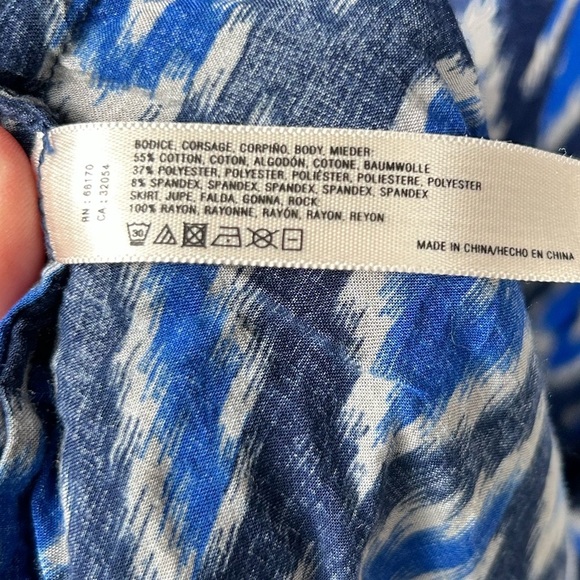 BODICE, CORSAGE, CORPIÑO, BODY, MIEDER:
55% COTTON, COTON, ALGODÓN, COTONE, BAUMWOLLE
37% POLYESTER, POLYESTER, POLIÉSTER, POLIESTERE, POLYESTER
8% SPANDEX, SPANDEX, SPANDEX, SPANDEX, SPANDEX
SKIRT, JUPE, FALDA, GONNA, ROCK:
100% RAYON, RAYONNE, RAYÓN, RAYON, REYON
30
MADE IN CHINA/HECHO EN CHINA
RN : 66170
CA : 32054